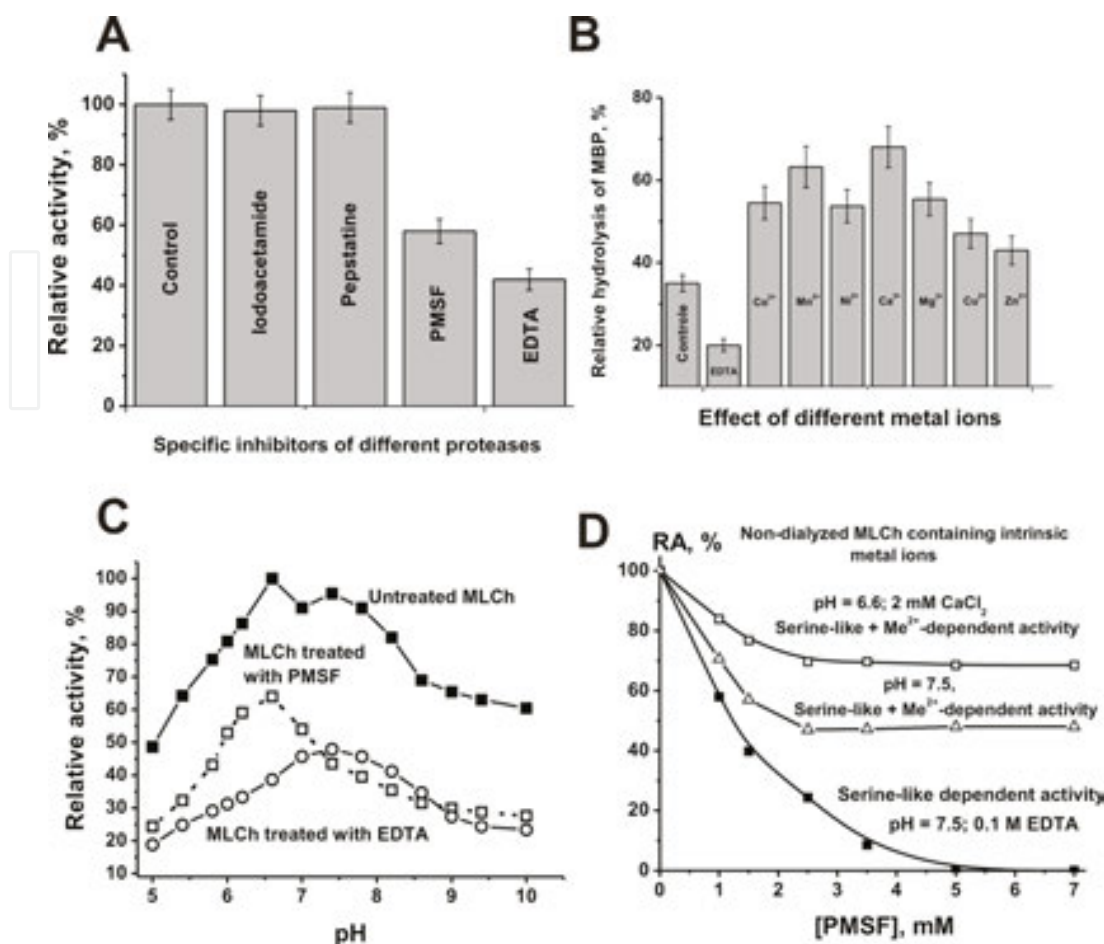 A
Relative activity, %
100
80
60
40
20
0
Control
Iodoacetamide
Pepstatine
PMSF
EDTA
Specific inhibitors of different proteases
B
Relative hydrolysis of MBP, %
80
60
40
20
Controle
EDTA
Mn²⁺
Ni²⁺
Ca²⁺
Mg²⁺
Cu²⁺
Zn²⁺
Effect of different metal ions
C
Relative activity, %
100
90
80
70
60
50
40
30
20
10
Untreated MLCh
MLCh treated
with PMSF
MLCh treated with EDTA
5 6 7 8 9 10
pH
D
RA, %
Non-dialyzed MLCh containing intrinsic
metal ions
100
80
60
40
20
0
pH = 6.6; 2 mM CaCl₂
Serine-like + Me²⁺-dependent activity
pH = 7.5,
Serine-like + Me²⁺-dependent activity
Serine-like dependent activity
pH = 7.5; 0.1 M EDTA
0 1 2 3 4 5 6 7
[PMSF], mM